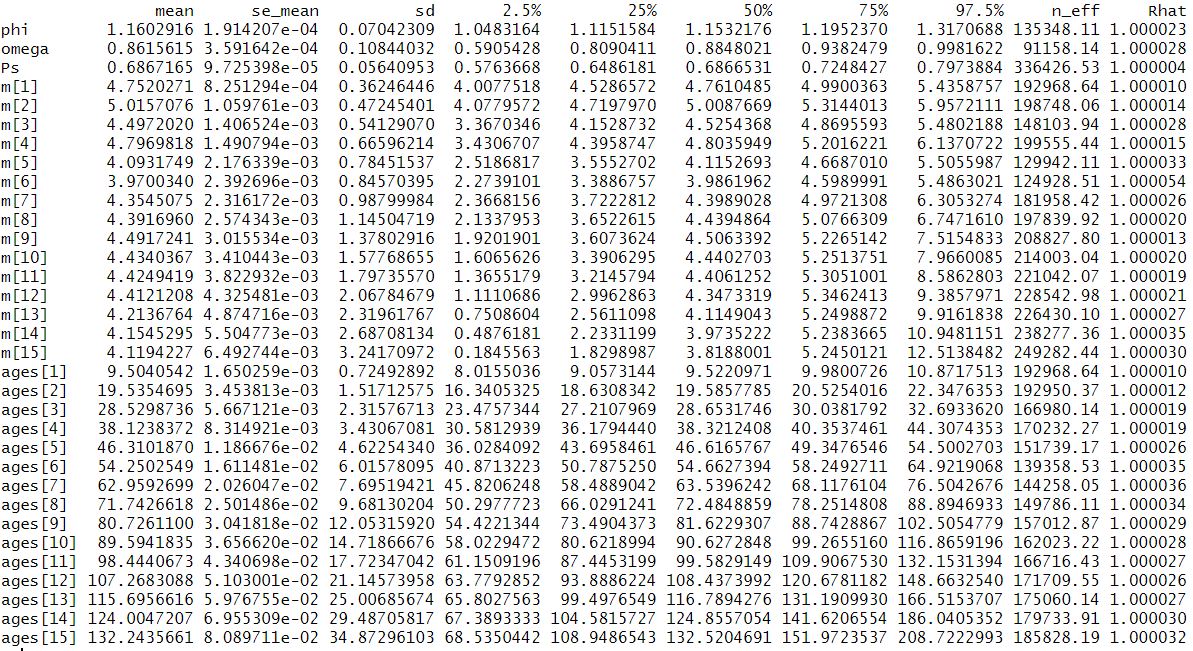 mean se_mean sd 2.5% 25% 50% 75% 97.5% n_eff Rhat
phi 1.1602916 1.914207e-04 0.07042309 1.0483164 1.1151584 1.1532176 1.1952370 1.3170688 135348.11 1.000023
omega 0.8615615 3.591642e-04 0.10844032 0.5905428 0.8090411 0.8848021 0.9382479 0.9981622 91158.14 1.000028
Ps 0.6867165 9.725398e-05 0.05640953 0.5763668 0.6486181 0.6866531 0.7248427 0.7973884 336426.53 1.000004
m[1] 4.7520271 8.251294e-04 0.36246446 4.0077518 4.5286572 4.7610485 4.9900363 5.4358757 192968.64 1.000010
m[2] 5.0157076 1.059761e-03 0.47245401 4.0779572 4.7197970 5.0087669 5.3144013 5.9572111 198748.06 1.000014
m[3] 4.4972020 1.406524e-03 0.54129070 3.3670346 4.1528732 4.5254368 4.8695593 5.4802188 148103.94 1.000028
m[4] 4.7969818 1.490794e-03 0.66596214 3.4306707 4.3958747 4.8035949 5.2016221 6.1370722 199555.44 1.000015
m[5] 4.0931749 2.176339e-03 0.78451537 2.5186817 3.5552702 4.1152693 4.6687010 5.5055987 129942.11 1.000033
m[6] 3.9700340 2.392696e-03 0.84570395 2.2739101 3.3886757 3.9861962 4.5989991 5.4863021 124928.51 1.000054
m[7] 4.3545075 2.316172e-03 0.98799984 2.3668156 3.7222812 4.3989028 4.9721308 6.3053274 181958.42 1.000026
m[8] 4.3916960 2.574343e-03 1.14504719 2.1337953 3.6522615 4.4394864 5.0766309 6.7471610 197839.92 1.000020
m[9] 4.4917241 3.015534e-03 1.37802916 1.9201901 3.6073624 4.5063392 5.2265142 7.5154833 208827.80 1.000013
m[10] 4.4340367 3.410443e-03 1.57768655 1.6065626 3.3906295 4.4402703 5.2513751 7.9660085 214003.04 1.000020
m[11] 4.4249419 3.822932e-03 1.79735570 1.3655179 3.2145794 4.4061252 5.3051001 8.5862803 221042.07 1.000019
m[12] 4.4121208 4.325481e-03 2.06784679 1.1110686 2.9962863 4.3473319 5.3462413 9.3857971 228542.98 1.000021
m[13] 4.2136764 4.874716e-03 2.31961767 0.7508604 2.5611098 4.1149043 5.2498872 9.9161838 226430.10 1.000027
m[14] 4.1545295 5.504773e-03 2.68708134 0.4876181 2.2331199 3.9735222 5.2383665 10.9481151 238277.36 1.000035
m[15] 4.1194227 6.492744e-03 3.24170972 0.1845563 1.8298987 3.8188001 5.2450121 12.5138482 249282.44 1.000030
ages[1] 9.5040542 1.650259e-03 0.72492892 8.0155036 9.0573144 9.5220971 9.9800726 10.8717513 192968.64 1.000010
ages[2] 19.5354695 3.453813e-03 1.51712575 16.3405325 18.6308342 19.5857785 20.5254016 22.3476353 192950.37 1.000012
ages[3] 28.5298736 5.667121e-03 2.31576713 23.4757344 27.2107969 28.6531746 30.0381792 32.6933620 166980.14 1.000019
ages[4] 38.1238372 8.314921e-03 3.43067081 30.5812939 36.1794440 38.3212408 40.3537461 44.3074353 170232.27 1.000019
ages[5] 46.3101870 1.186676e-02 4.62254340 36.0284092 43.6958461 46.6165767 49.3476546 54.5002703 151739.17 1.000026
ages[6] 54.2502549 1.611481e-02 6.01578095 40.8713223 50.7875250 54.6627394 58.2492711 64.9219068 139358.53 1.000035
ages[7] 62.9592699 2.026047e-02 7.69519421 45.8206248 58.4889042 63.5396242 68.1176104 76.5042676 144258.05 1.000036
ages[8] 71.7426618 2.501486e-02 9.68130204 50.2977723 66.0291241 72.4848859 78.2514808 88.8946933 149786.11 1.000034
ages[9] 80.7261100 3.041818e-02 12.05315920 54.4221344 73.4904373 81.6229307 88.7428867 102.5054779 157012.87 1.000029
ages[10] 89.5941835 3.656620e-02 14.71866676 58.0229472 80.6218994 90.6272848 99.2655160 116.8659196 162023.22 1.000028
ages[11] 98.4440673 4.340698e-02 17.72347042 61.1509196 87.4453199 99.5829149 109.9067530 132.1531394 166716.43 1.000027
ages[12] 107.2683088 5.103001e-02 21.14573958 63.7792852 93.8886224 108.4373992 120.6781182 148.6632540 171709.55 1.000026
ages[13] 115.6956616 5.976755e-02 25.00685674 65.8027563 99.4976549 116.7894276 131.1909930 166.5153707 175060.14 1.000027
ages[14] 124.0047207 6.955309e-02 29.48705817 67.3893333 104.5815727 124.8557054 141.6206554 186.0405352 179733.91 1.000030
ages[15] 132.2435661 8.089711e-02 34.87296103 68.5350442 108.9486543 132.5204691 151.9723537 208.7222993 185828.19 1.000032